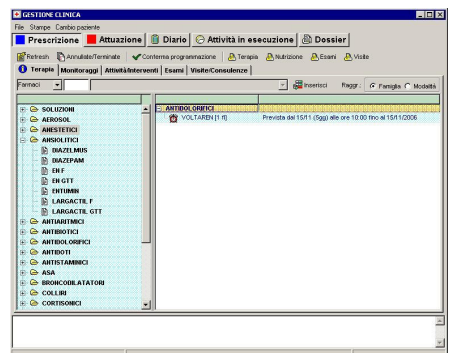 GESTIONE CLINICA
File Stampe Cambio paziente
Prescrizione Attuazione Diario Attività in esecuzione Dossier
Refresh Annullate/Terminate Conferma programmazione Terapia Nutrizione Esami Visite
Terapia Monitoraggi Attività/Interventi Esami Visite/Consulenze
Farmaci Inserisci Raggr.: Famiglia Modalità
SOLUZIONI
AEROSOL
ANESTETICI
ANSIOLITICI
DIAZELMUS
DIAZEPAM
EN F
EN GTT
ENTUMIN
LARGACTIL F
LARGACTIL GTT
ANTIARITMICI
ANTIBIOTICI
ANTIDOLORIFICI
ANTIDOTI
ANTISTAMINICI
ASA
BRONCODILATATORI
COLLIRI
CORTISONICI
ANTIDOLORIFICI
VOLTAREN [1 fl] Prevista dal 15/11 (5gg) alle ore 10:00 fino al 15/11/2006